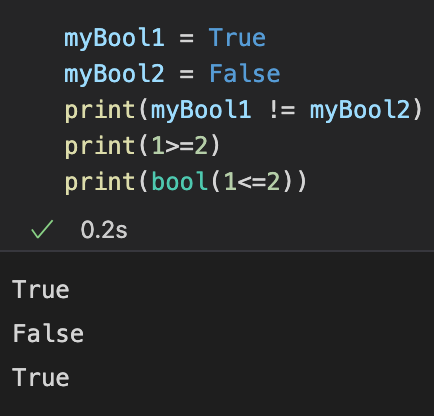 myBool1 = True
myBool2 = False
print(myBool1 != myBool2)
print(1>=2)
print(bool(1<=2))
0.2s
True
False
True